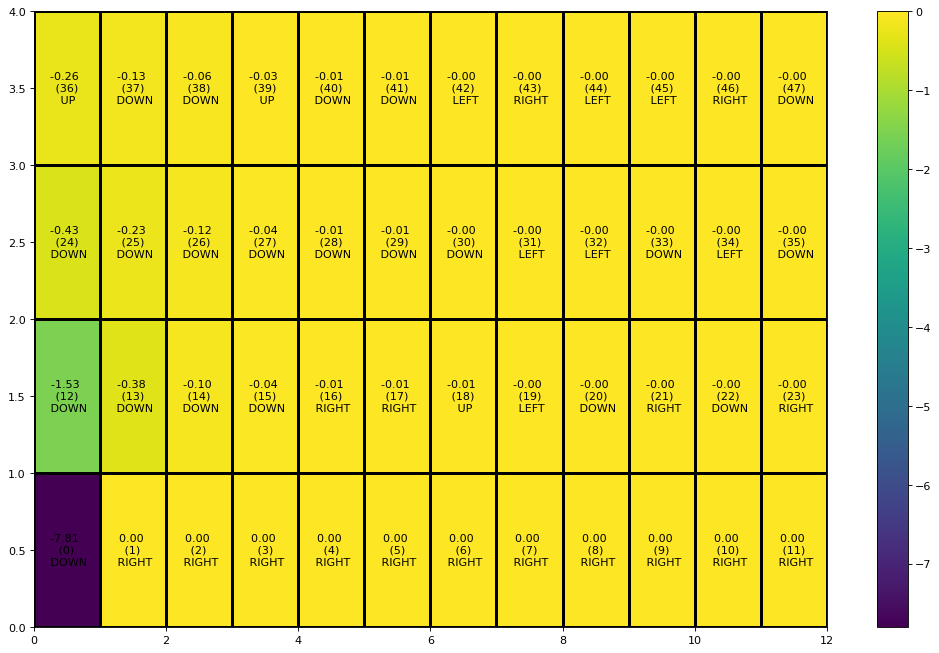 4.0
-0.26 -0.13 -0.06 -0.03 -0.01 -0.01 -0.00 -0.00 -0.00 -0.00 -0.00 -0.00
3.5 (36) (37) (38) (39) (40) (41) (42) (43) (44) (45) (46) (47)
UP DOWN DOWN UP DOWN DOWN LEFT RIGHT LEFT LEFT RIGHT DOWN
3.0
-0.43 -0.23 -0.12 -0.04 -0.01 -0.01 -0.00 -0.00 -0.00 -0.00 -0.00 -0.00
2.5 (24) (25) (26) (27) (28) (29) (30) (31) (32) (33) (34) (35)
DOWN DOWN DOWN DOWN DOWN DOWN DOWN LEFT LEFT DOWN LEFT DOWN
2.0
-1.53 -0.38 -0.10 -0.04 -0.01 -0.01 -0.01 -0.00 -0.00 -0.00 -0.00 -0.00
1.5 (12) (13) (14) (15) (16) (17) (18) (19) (20) (21) (22) (23)
DOWN DOWN DOWN DOWN RIGHT RIGHT UP LEFT DOWN RIGHT DOWN RIGHT
1.0
-7.81 0.00 0.00 0.00 0.00 0.00 0.00 0.00 0.00 0.00 0.00 0.00
0.5 (0) (1) (2) (3) (4) (5) (6) (7) (8) (9) (10) (11)
DOWN RIGHT RIGHT RIGHT RIGHT RIGHT RIGHT RIGHT RIGHT RIGHT RIGHT RIGHT
0.0
0 2 4 6 8 10 12
0
−1
−2
−3
−4
−5
−6
−7